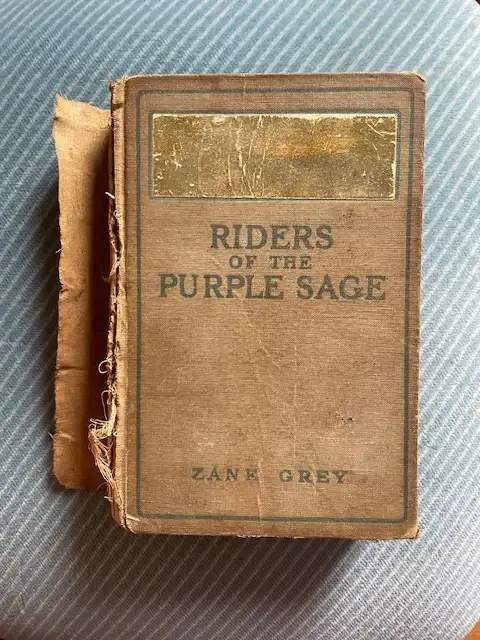 RIDERS
OF THE
PURPLE SAGE
ZANE GREY